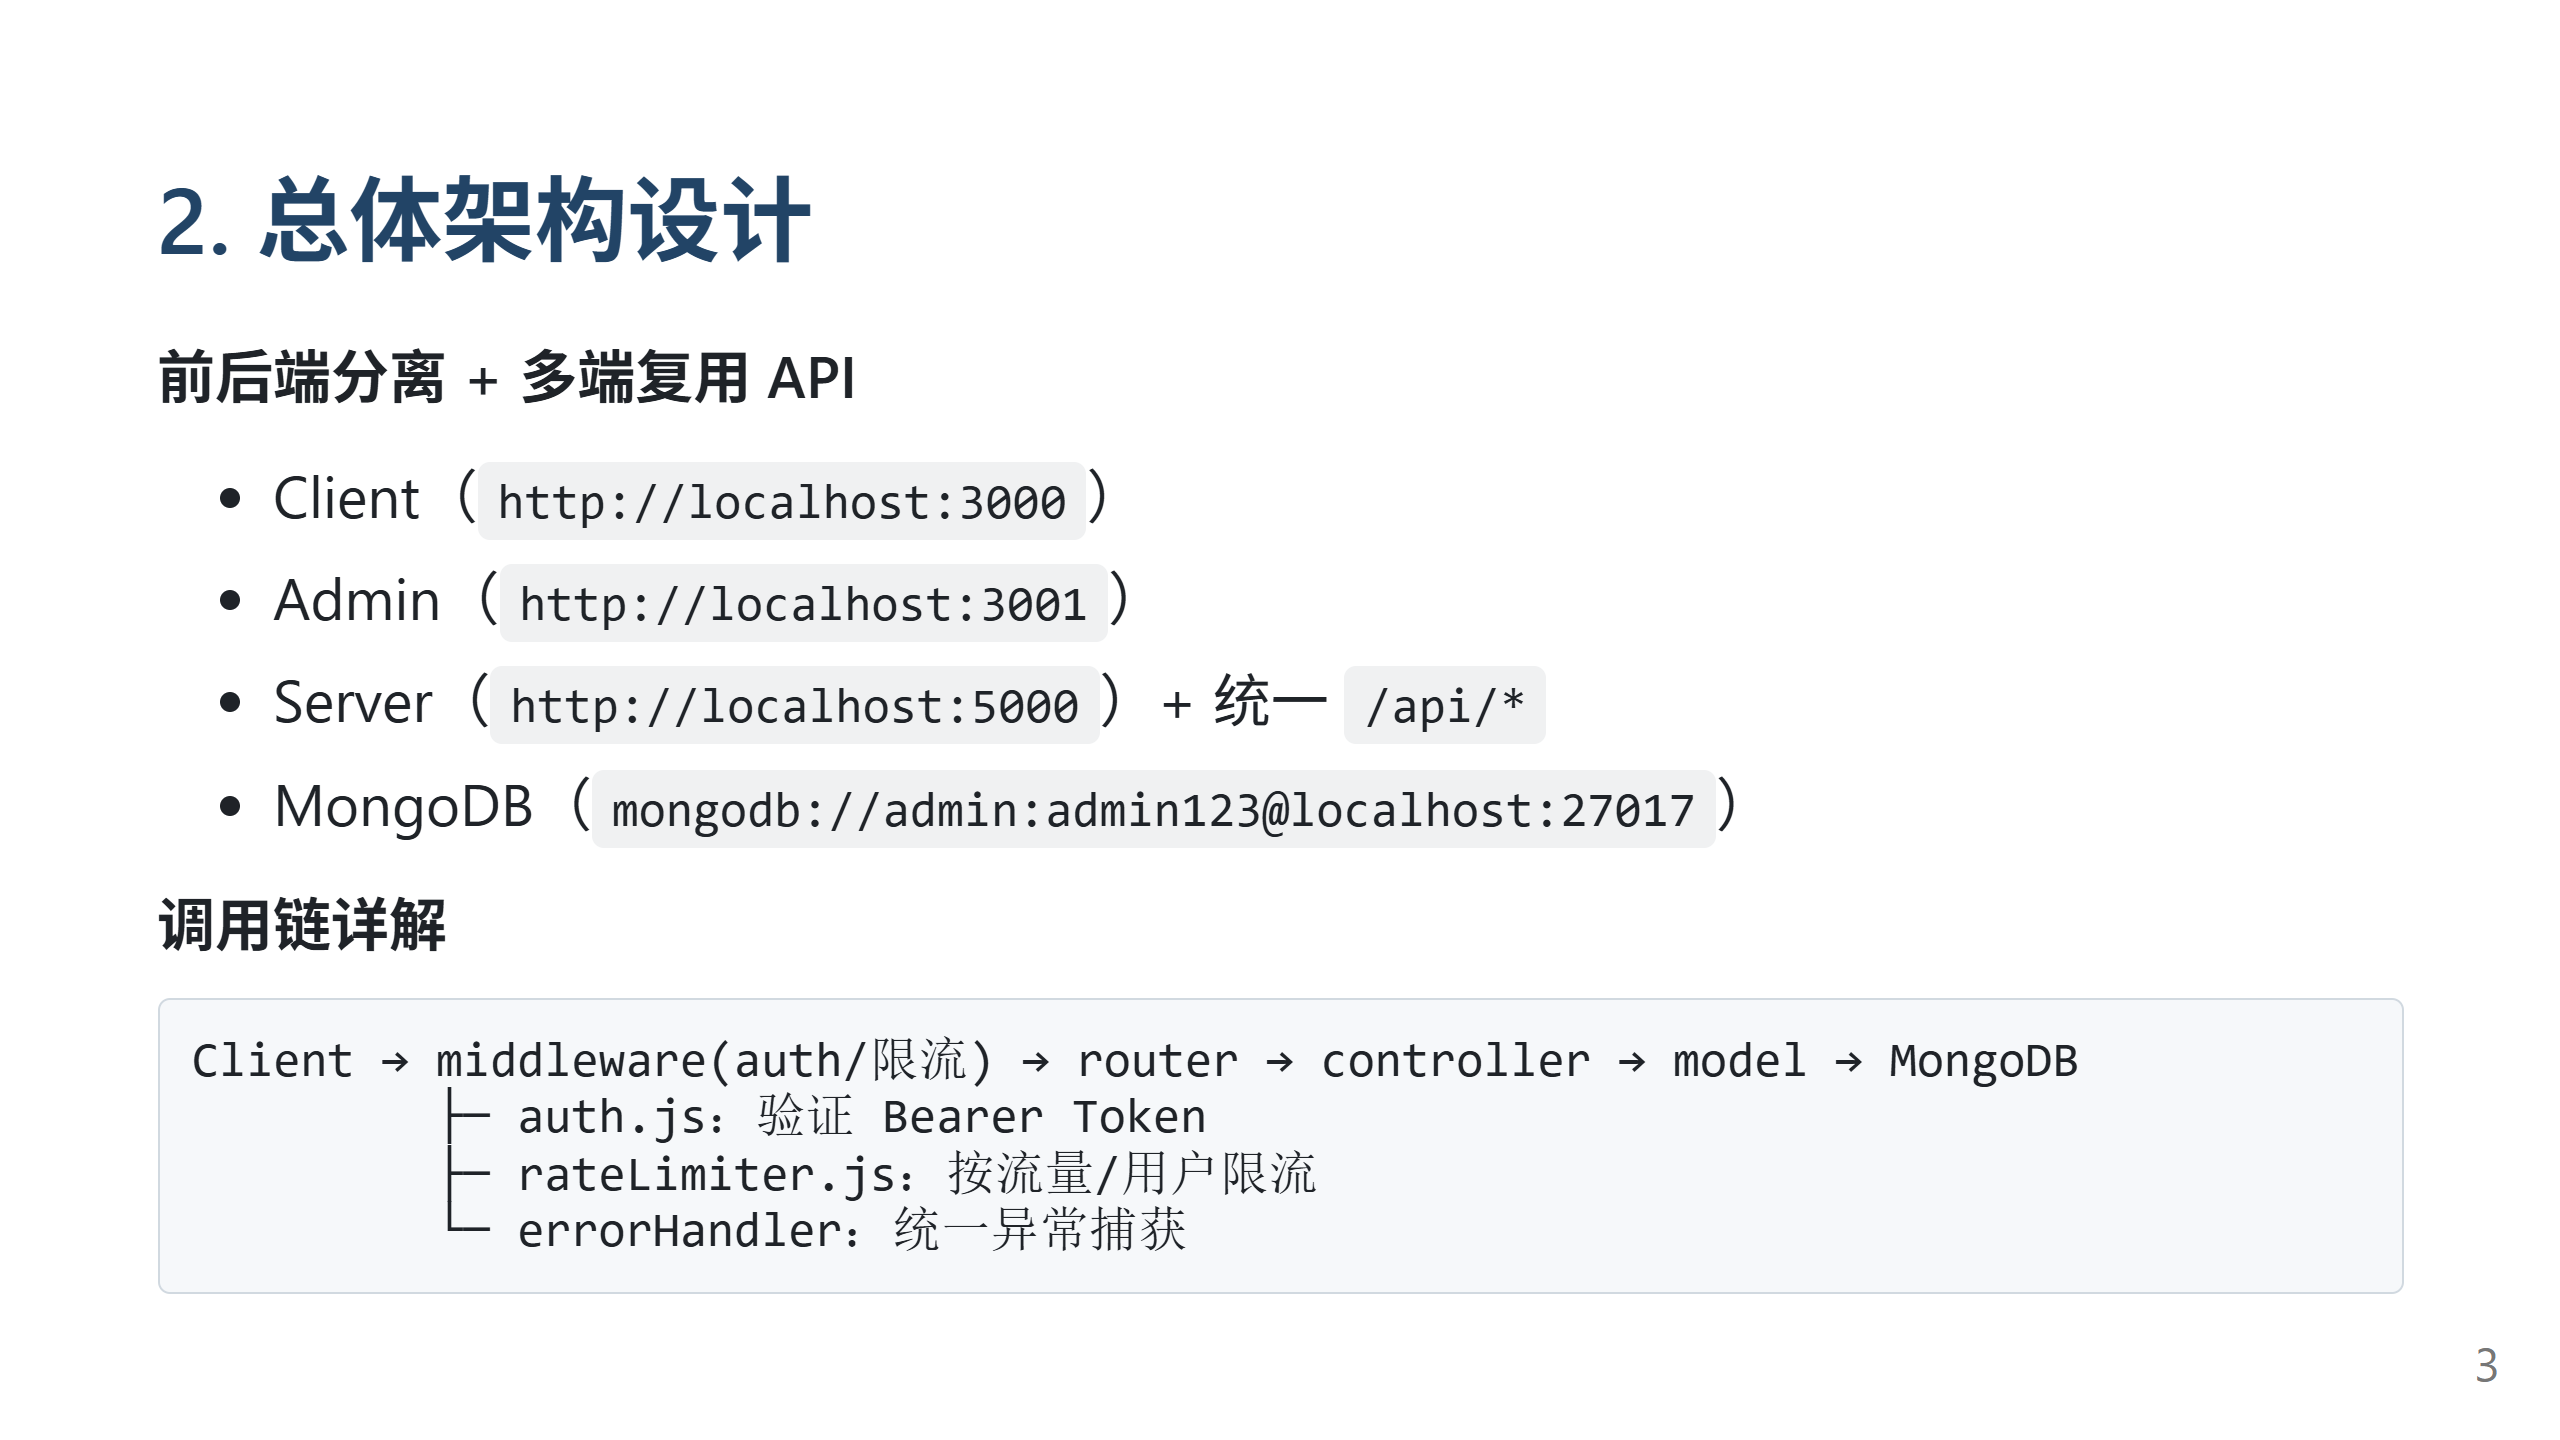 2. 总体架构设计
前后端分离 + 多端复用 API
• Client（http://localhost:3000）
• Admin（http://localhost:3001）
• Server（http://localhost:5000） + 统一 /api/*
• MongoDB（mongodb://admin:admin123@localhost:27017）
调用链详解
Client → middleware(auth/限流) → router → controller → model → MongoDB
├─ auth.js：验证 Bearer Token
├─ rateLimiter.js：按流量/用户限流
└─ errorHandler：统一异常捕获
3